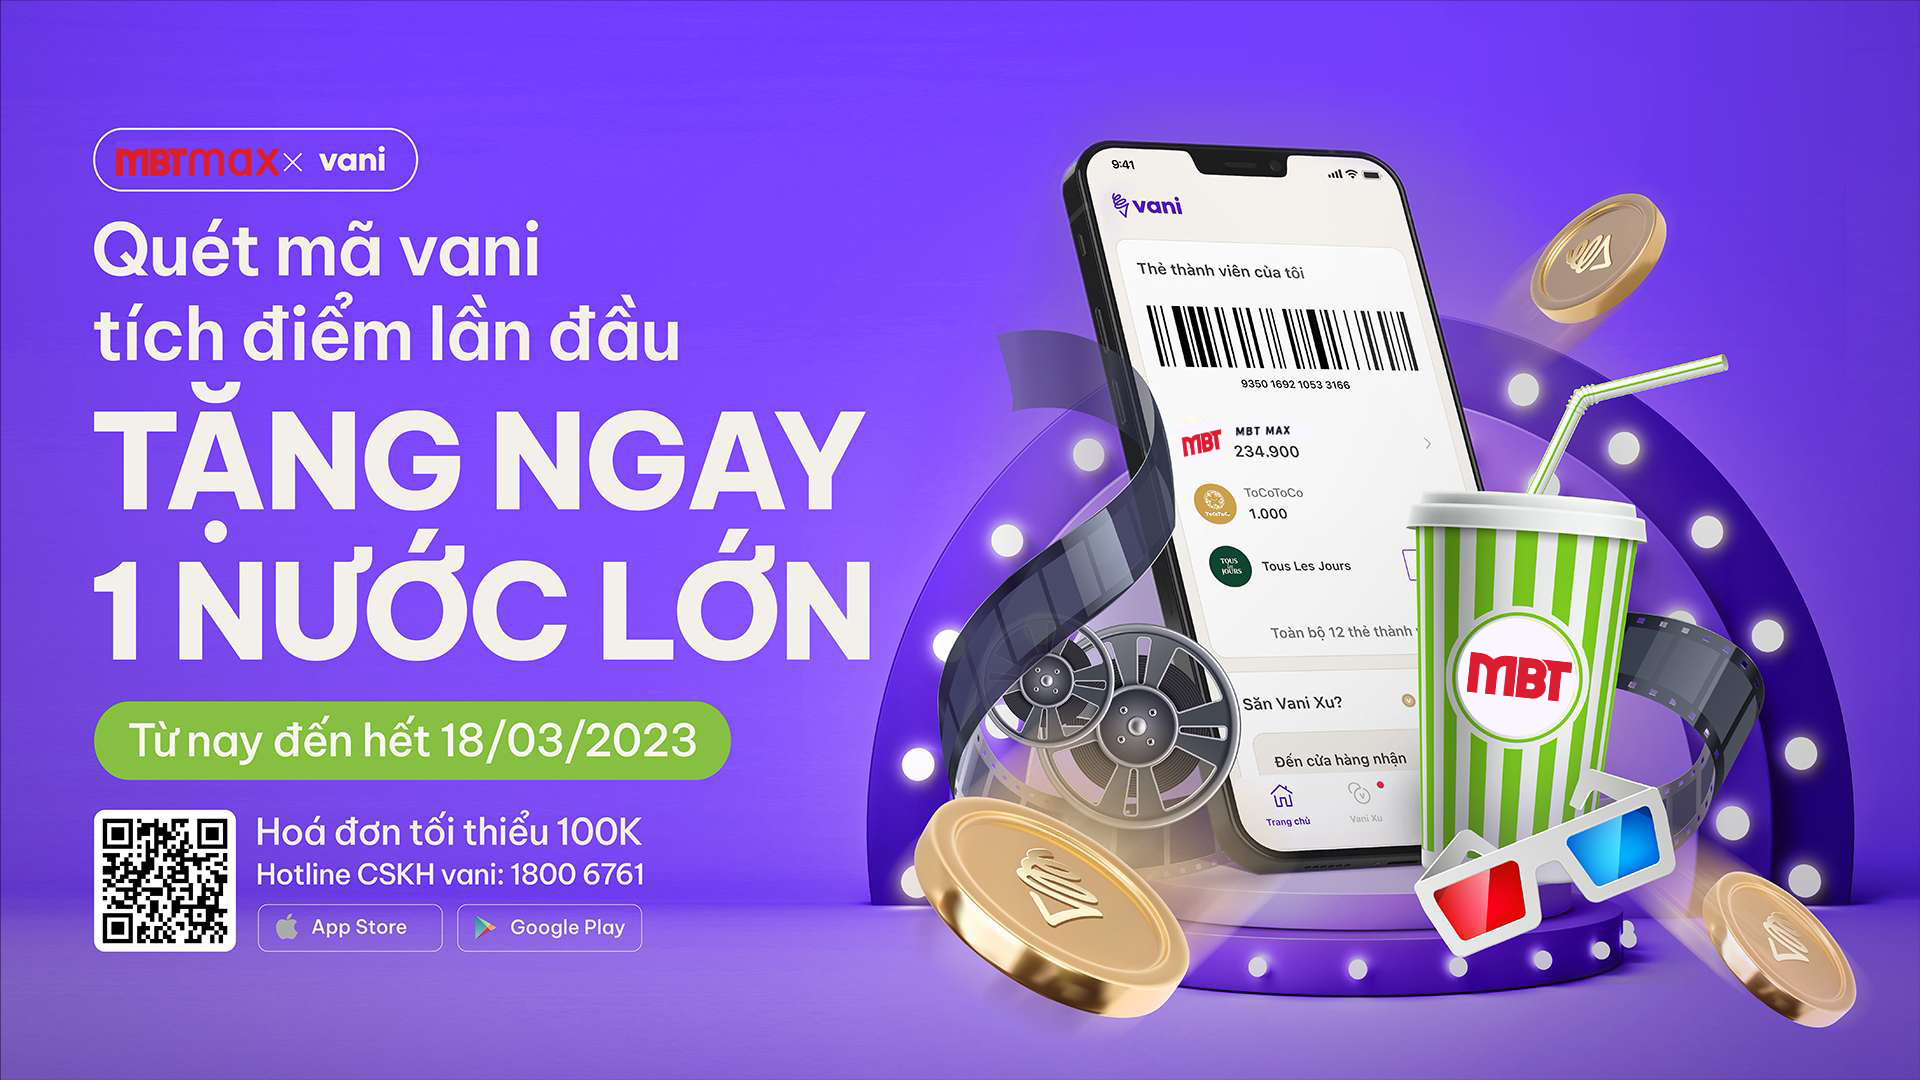 MBTmax × vani
Quét mã vani
tích điểm lần đầu
TẶNG NGAY
1 NƯỚC LỚN
Từ nay đến hết 18/03/2023
Hoá đơn tối thiểu 100K
Hotline CSKH vani: 1800 6761
App Store
Google Play
9:41
vani
Thẻ thành viên của tôi
9350 1692 1053 3166
MBT
MBT MAX
234.900
ToCoToCo
1.000
TOUS les JOURS
Tous Les Jours
Toàn bộ 12 thẻ thành
Săn Vani Xu?
Đến cửa hàng nhận
Trang chủ
Vani Xu
MBT